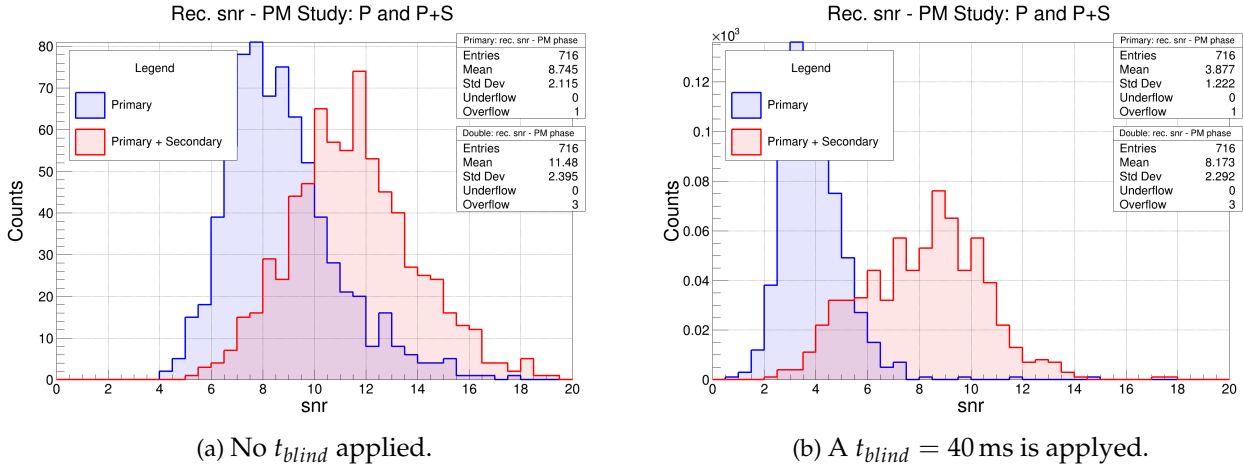 Rec. snr - PM Study: P and P+S
Counts
80
70
60
50
40
30
20
10
0
0 2 4 6 8 10 12 14 16 18 20
snr
Legend
Primary
Primary + Secondary
Primary: rec. snr - PM phase
Entries 716
Mean 8.745
Std Dev 2.115
Underflow 0
Overflow 1
Double: rec. snr - PM phase
Entries 716
Mean 11.48
Std Dev 2.395
Underflow 0
Overflow 3
(a) No t_blind applied.
Rec. snr - PM Study: P and P+S
×10³
Counts
0.12
0.1
0.08
0.06
0.04
0.02
0
0 2 4 6 8 10 12 14 16 18 20
snr
Legend
Primary
Primary + Secondary
Primary: rec. snr - PM phase
Entries 716
Mean 3.877
Std Dev 1.222
Underflow 0
Overflow 1
Double: rec. snr - PM phase
Entries 716
Mean 8.173
Std Dev 2.292
Underflow 0
Overflow 3
(b) A t_blind = 40 ms is applyed.